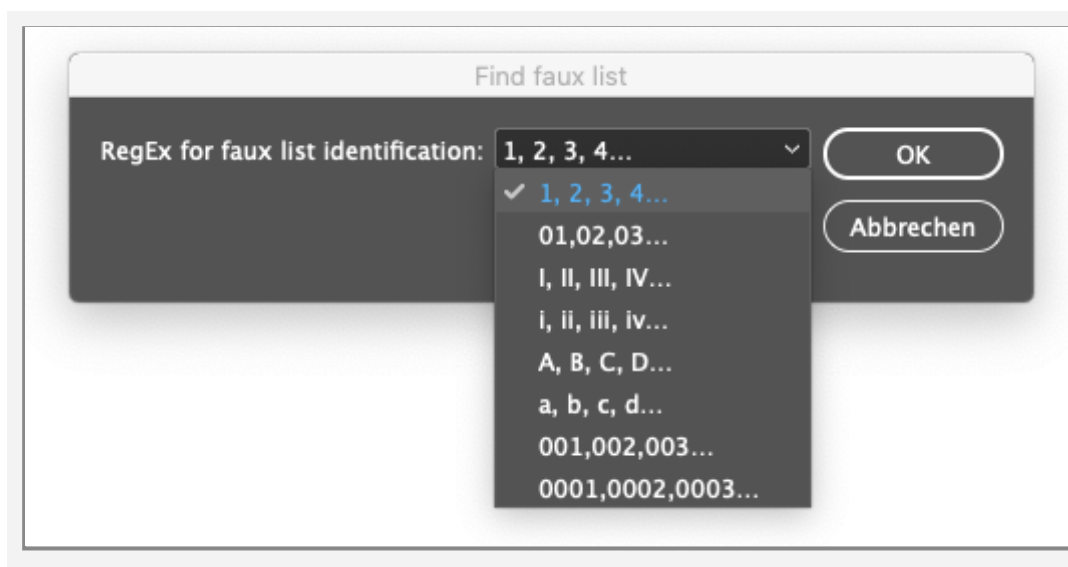 Find faux list
RegEx for faux list identification: 1, 2, 3, 4...
OK
1, 2, 3, 4...
01,02,03...
Abbrechen
I, II, III, IV...
i, ii, iii, iv...
A, B, C, D...
a, b, c, d...
001,002,003...
0001,0002,0003...